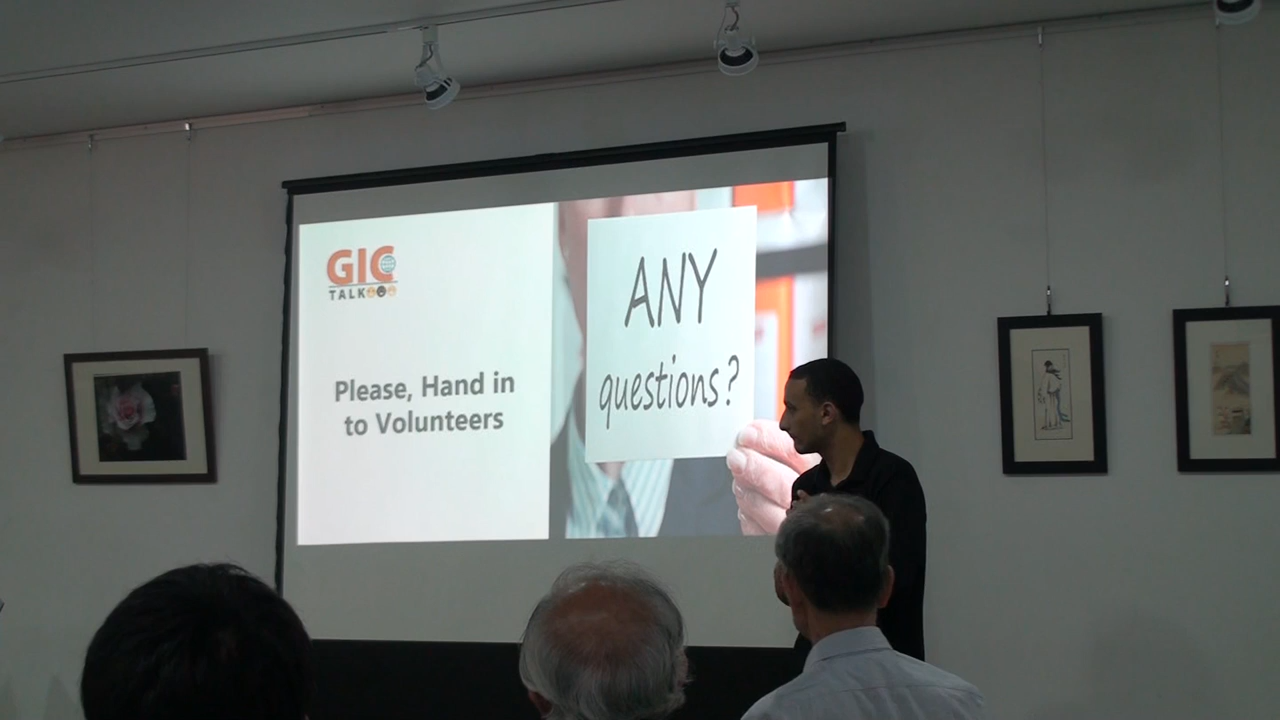 GIC
TALK
Please, Hand in
to Volunteers
ANY
questions?